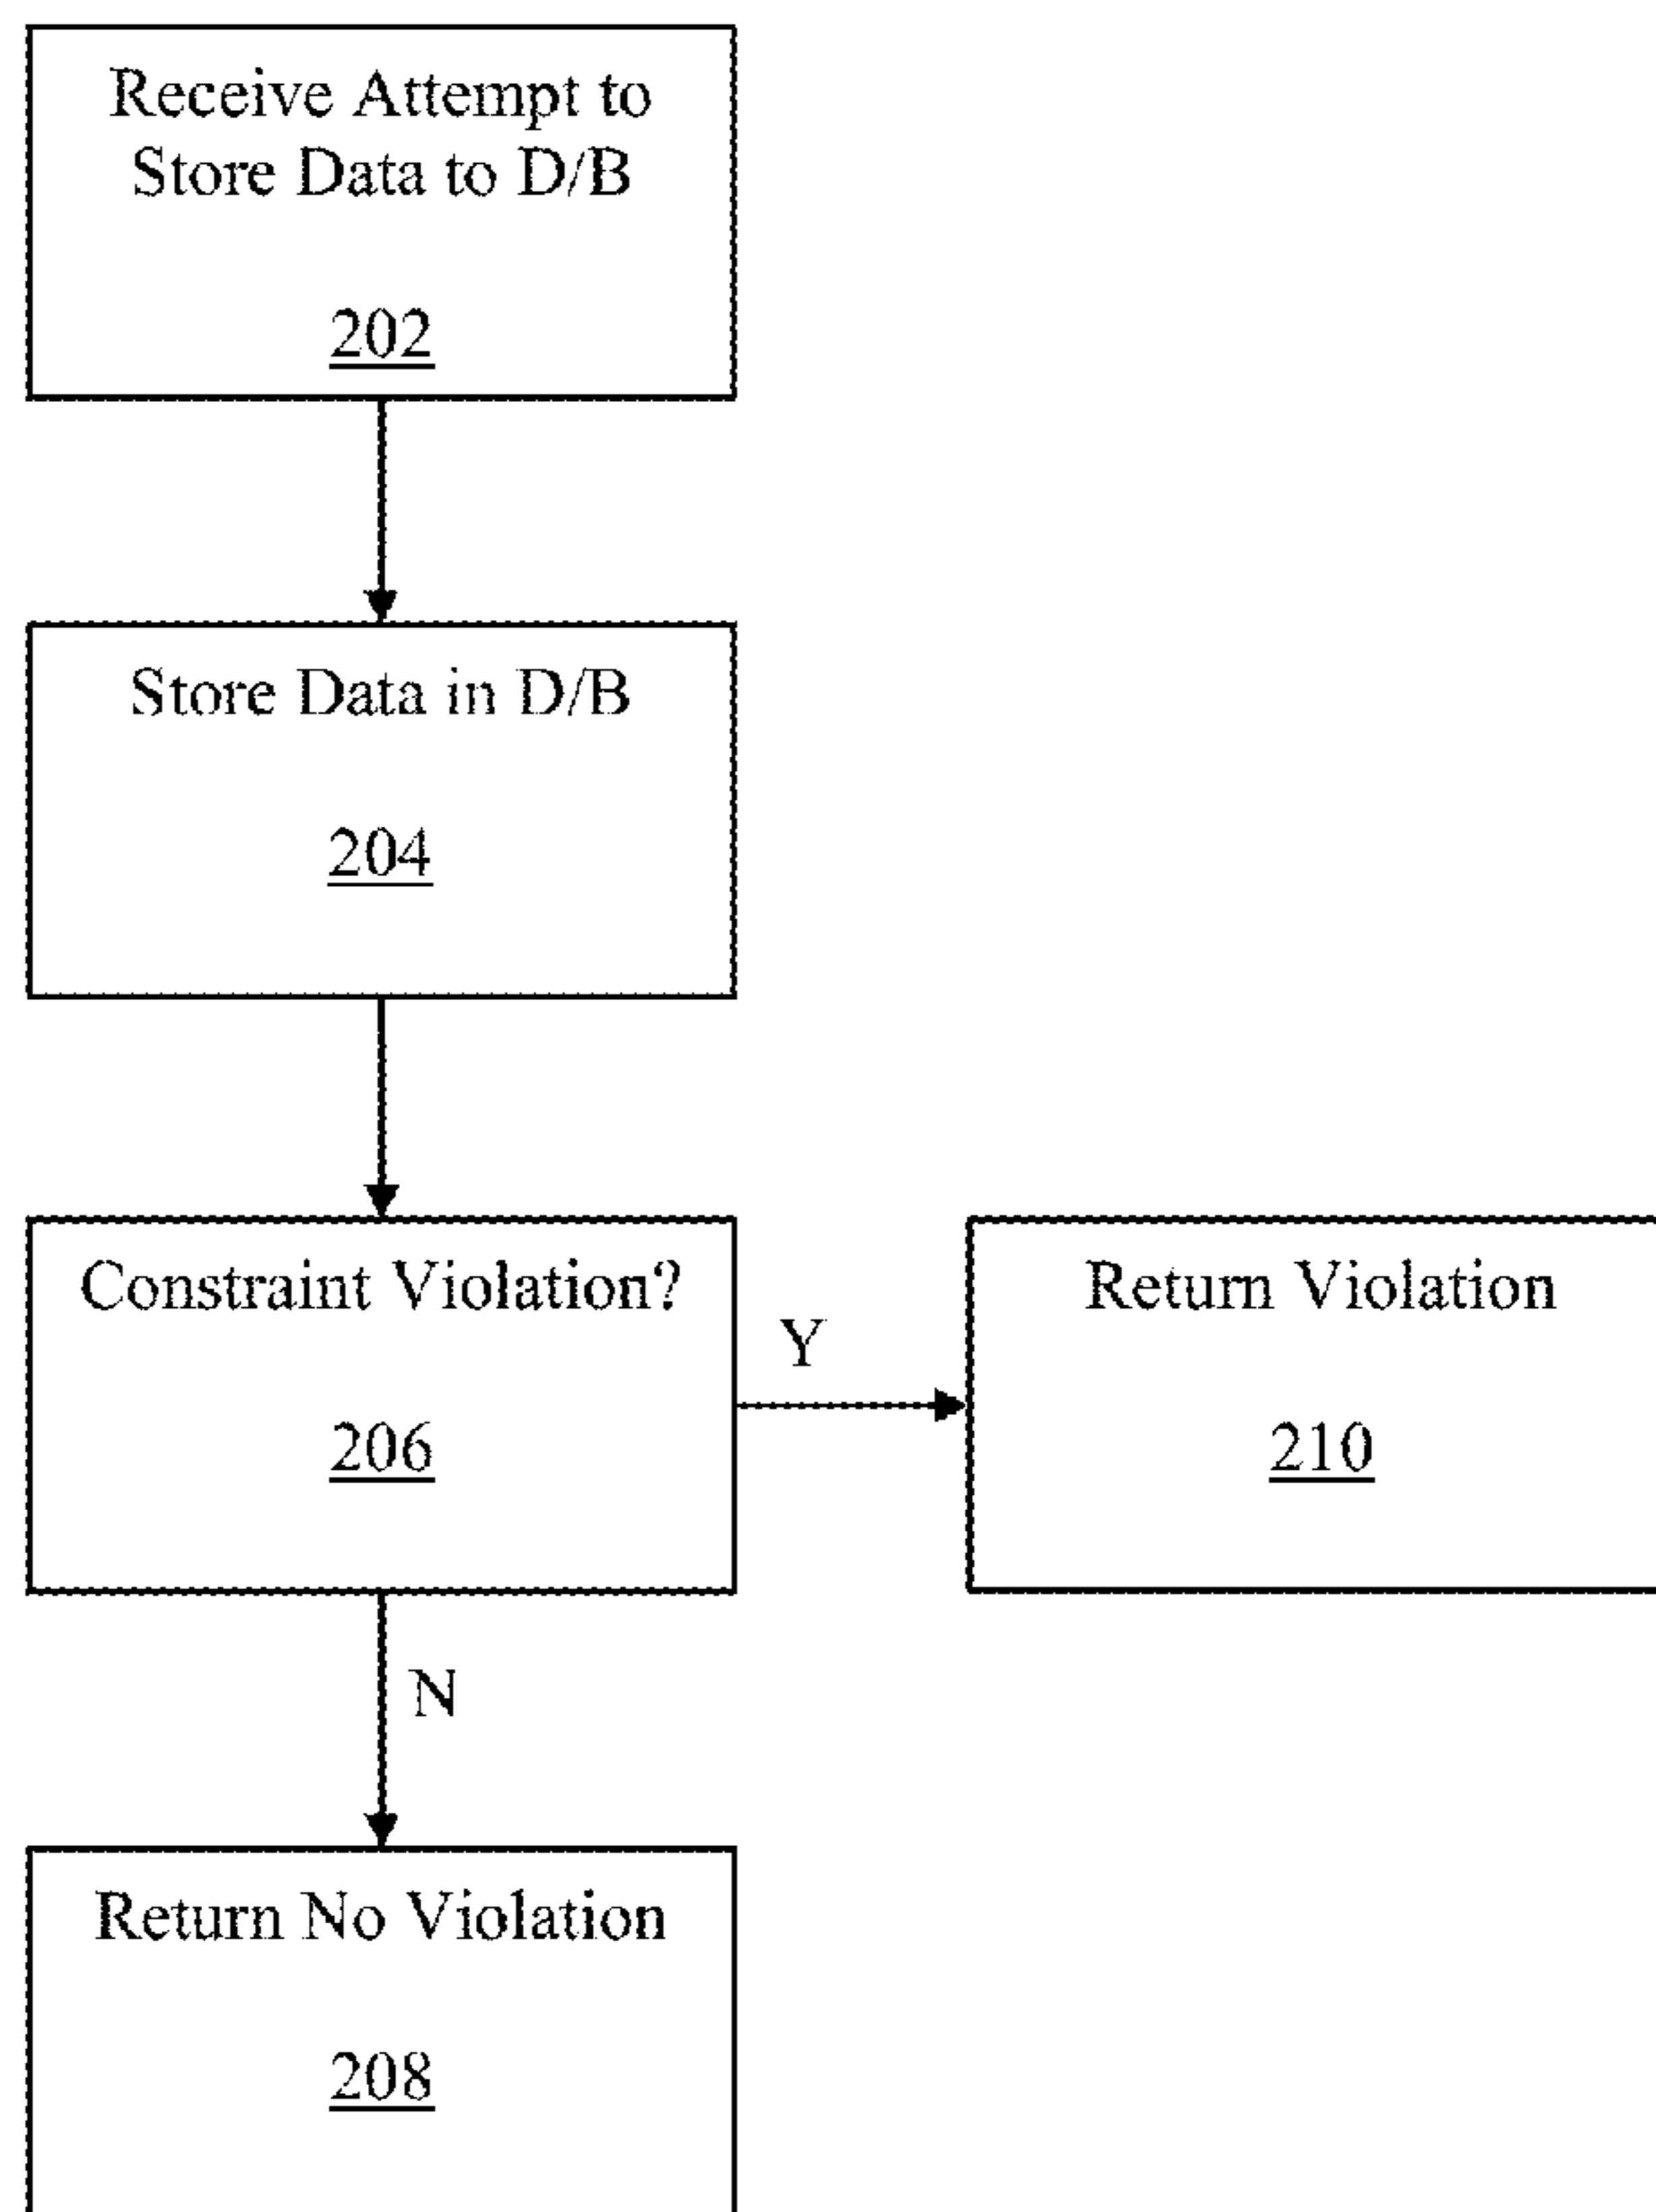 Receive Attempt to
Store Data to D/B
202
Store Data in D/B
204
Constraint Violation?
206
Y
Return Violation
210
N
Return No Violation
208